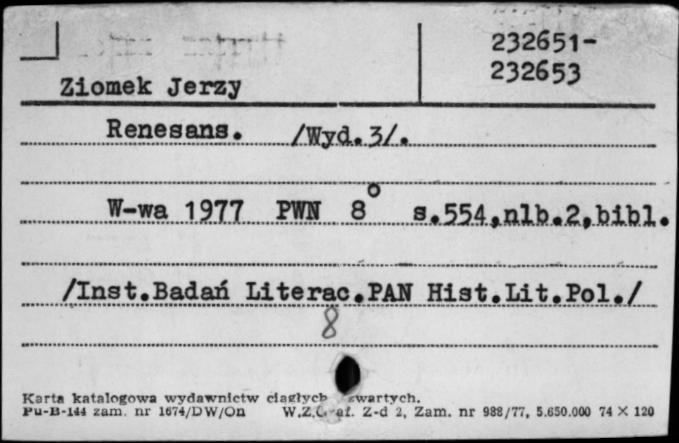 232651-
232653
Ziomek Jerzy
Renesans. /Wyd.3/.
W-wa 1977 PWN 8° s.554,nlb.2,bibl.
/Inst.Badań Literac.PAN Hist.Lit.Pol./
8
Karta katalogowa wydawnictw ciągłych zwartych.
Pu-B-144 zam. nr 1674/DW/On W.Z.G. Z-d 2, Zam. nr 988/77, 5.650.000 74 × 120